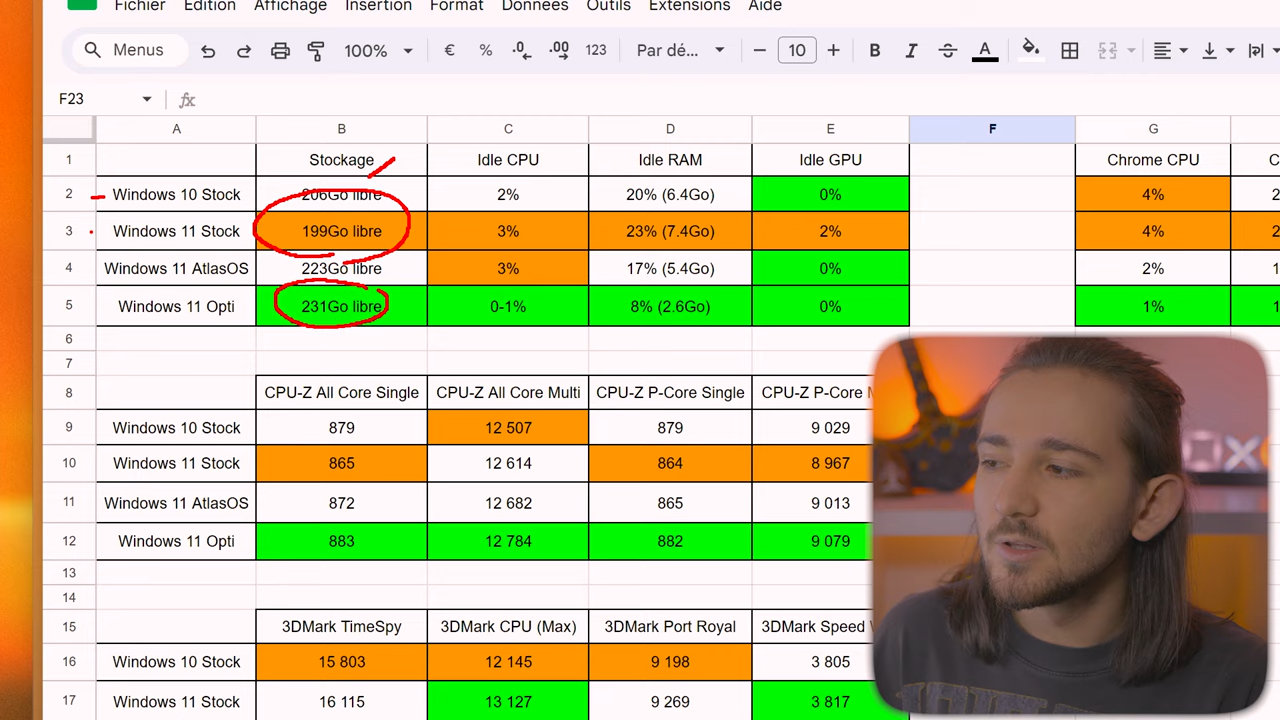 Fichier Edition Affichage Insertion Format Données Outils Extensions Aide
Menus 100% € % .0 .00 123 Par dé... 10 B I S A
F23 fx
A B C D E F G
1 Stockage Idle CPU Idle RAM Idle GPU Chrome CPU C
2 Windows 10 Stock 206Go libre 2% 20% (6.4Go) 0% 4% 2
3 Windows 11 Stock 199Go libre 3% 23% (7.4Go) 2% 4% 2
4 Windows 11 AtlasOS 223Go libre 3% 17% (5.4Go) 0% 2% 1
5 Windows 11 Opti 231Go libre 0-1% 8% (2.6Go) 0% 1% 1
6
7
8 CPU-Z All Core Single CPU-Z All Core Multi CPU-Z P-Core Single CPU-Z P-Core M
9 Windows 10 Stock 879 12 507 879 9 029
10 Windows 11 Stock 865 12 614 864 8 967
11 Windows 11 AtlasOS 872 12 682 865 9 013
12 Windows 11 Opti 883 12 784 882 9 079
13
14
15 3DMark TimeSpy 3DMark CPU (Max) 3DMark Port Royal 3DMark Speed
16 Windows 10 Stock 15 803 12 145 9 198 3 805
17 Windows 11 Stock 16 115 13 127 9 269 3 817